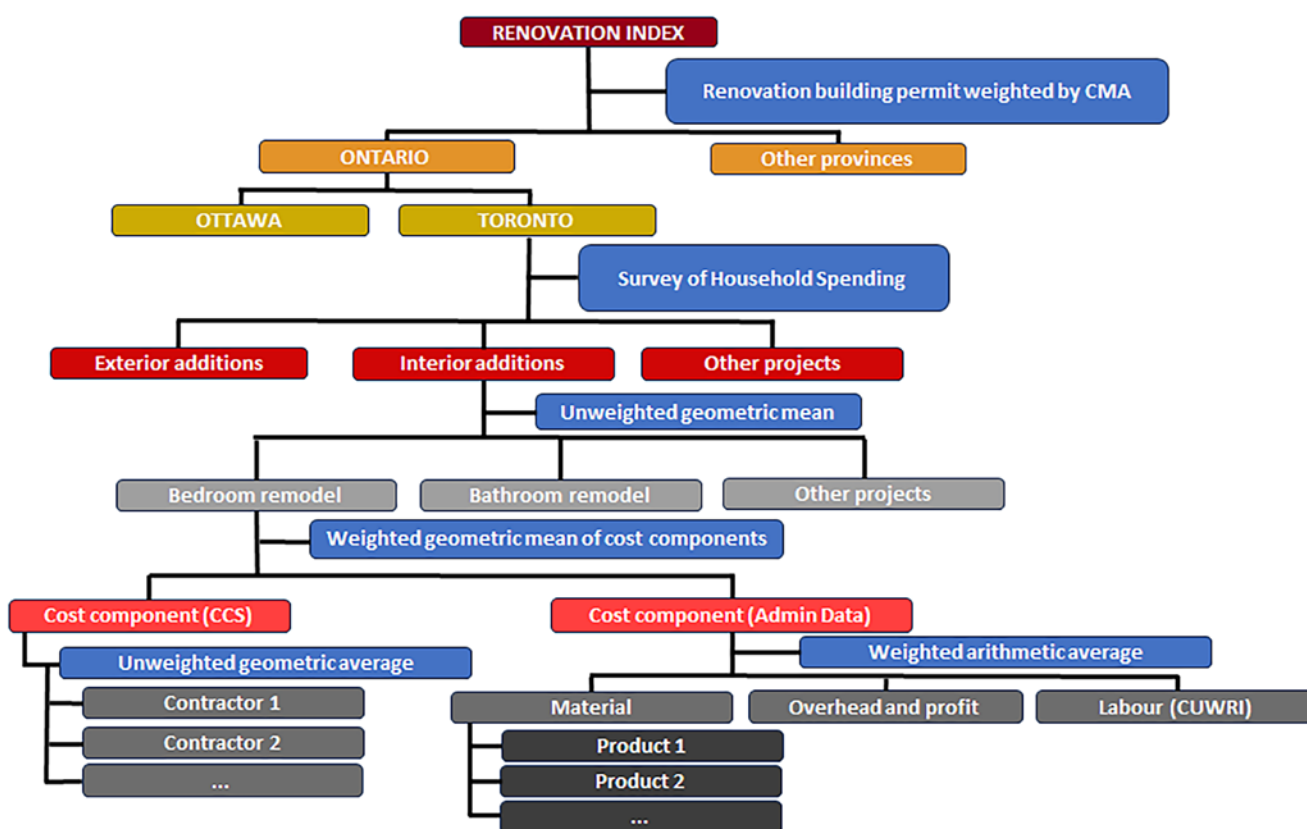 RENOVATION INDEX
Renovation building permit weighted by CMA
ONTARIO
Other provinces
OTTAWA
TORONTO
Survey of Household Spending
Exterior additions
Interior additions
Other projects
Unweighted geometric mean
Bedroom remodel
Bathroom remodel
Other projects
Weighted geometric mean of cost components
Cost component (CCS)
Cost component (Admin Data)
Unweighted geometric average
Weighted arithmetic average
Contractor 1
Material
Overhead and profit
Labour (CUWRI)
Contractor 2
Product 1
...
Product 2
...